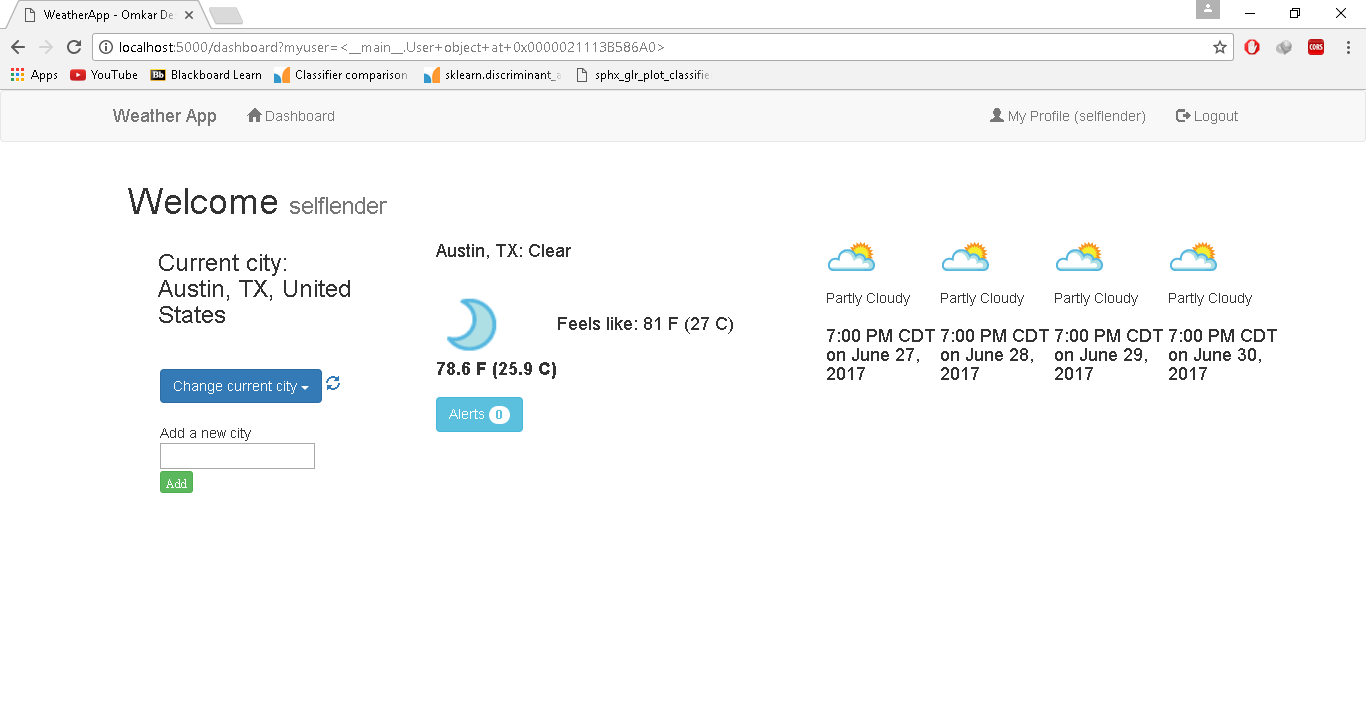 WeatherApp - Omkar De
localhost:5000/dashboard?myuser=<__main__.User+object+at+0x0000021113B586A0>
CORS
Apps YouTube Bb Blackboard Learn Classifier comparison sklearn.discriminant_a sphx_glr_plot_classifie
Weather App Dashboard My Profile (selflender) Logout
Welcome selflender
Current city:
Austin, TX, United
States
Change current city
Add a new city
Add
Austin, TX: Clear
Feels like: 81 F (27 C)
78.6 F (25.9 C)
Alerts 0
Partly Cloudy
7:00 PM CDT
on June 27,
2017
Partly Cloudy
7:00 PM CDT
on June 28,
2017
Partly Cloudy
7:00 PM CDT
on June 29,
2017
Partly Cloudy
7:00 PM CDT
on June 30,
2017